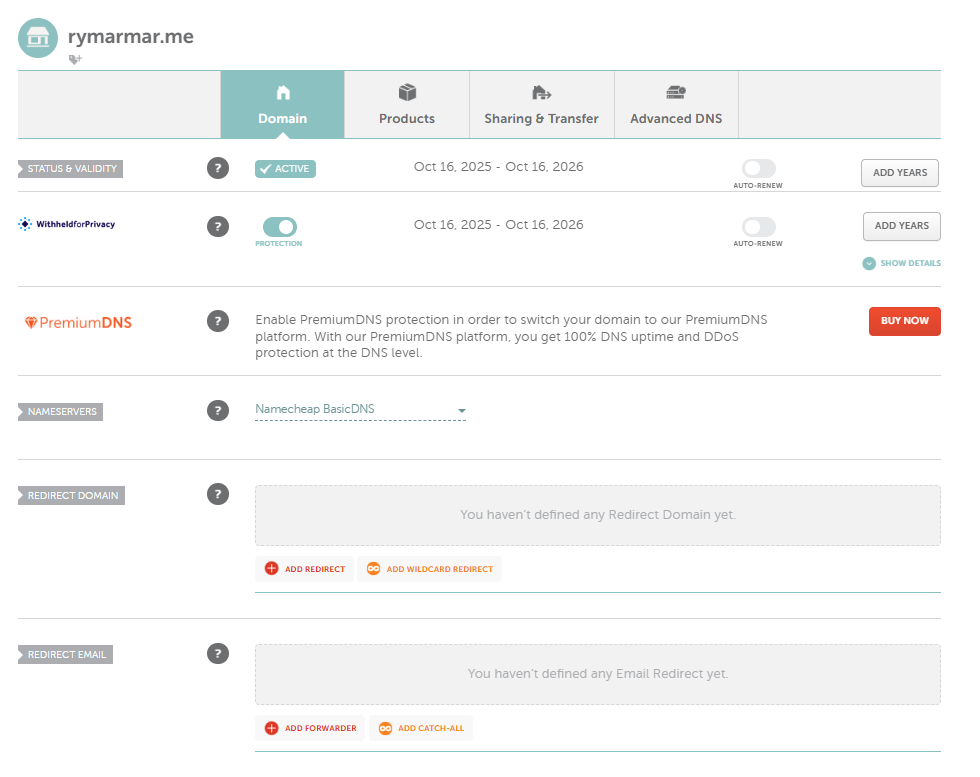 rymarmar.me
Domain
Products
Sharing & Transfer
Advanced DNS
STATUS & VALIDITY
?
ACTIVE
Oct 16, 2025 - Oct 16, 2026
AUTO-RENEW
ADD YEARS
WithheldforPrivacy
?
PROTECTION
Oct 16, 2025 - Oct 16, 2026
AUTO-RENEW
ADD YEARS
SHOW DETAILS
PremiumDNS
?
Enable PremiumDNS protection in order to switch your domain to our PremiumDNS
platform. With our PremiumDNS platform, you get 100% DNS uptime and DDoS
protection at the DNS level.
BUY NOW
NAMESERVERS
?
Namecheap BasicDNS
REDIRECT DOMAIN
?
You haven't defined any Redirect Domain yet.
ADD REDIRECT
ADD WILDCARD REDIRECT
REDIRECT EMAIL
?
You haven't defined any Email Redirect yet.
ADD FORWARDER
ADD CATCH-ALL